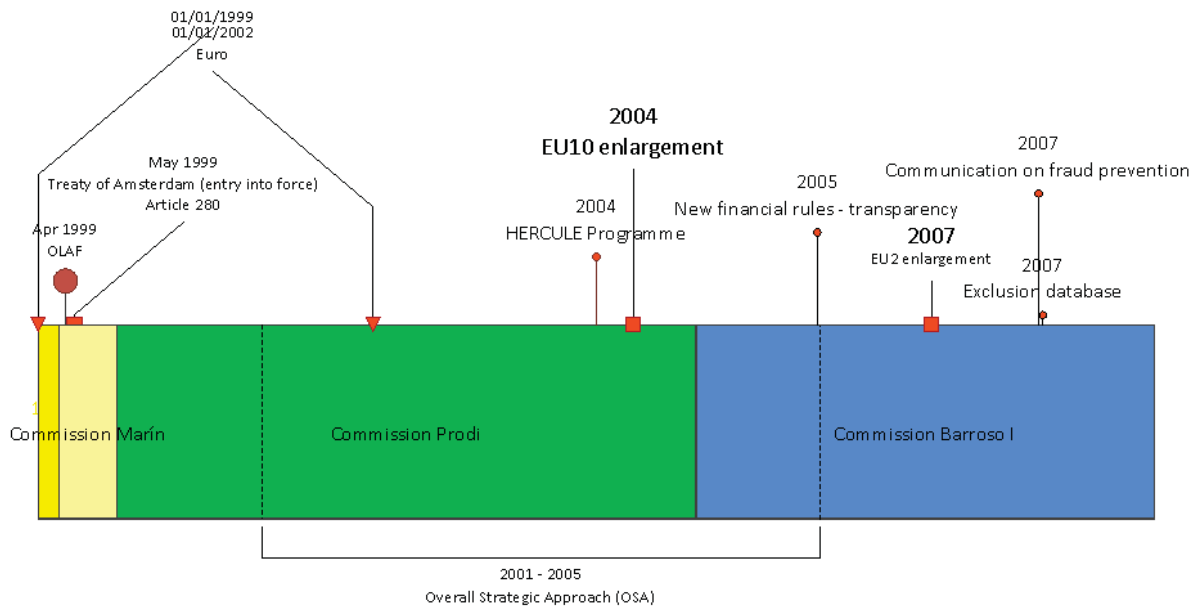 01/01/1999
01/01/2002
Euro
May 1999
Treaty of Amsterdam (entry into force)
Article 280
Apr 1999
OLAF
2004
HERCULE Programme
2004
EU10 enlargement
2005
New financial rules - transparency
2007
EU2 enlargement
2007
Communication on fraud prevention
2007
Exclusion database
1
Commission Marín
Commission Prodi
Commission Barroso I
2001 - 2005
Overall Strategic Approach (OSA)